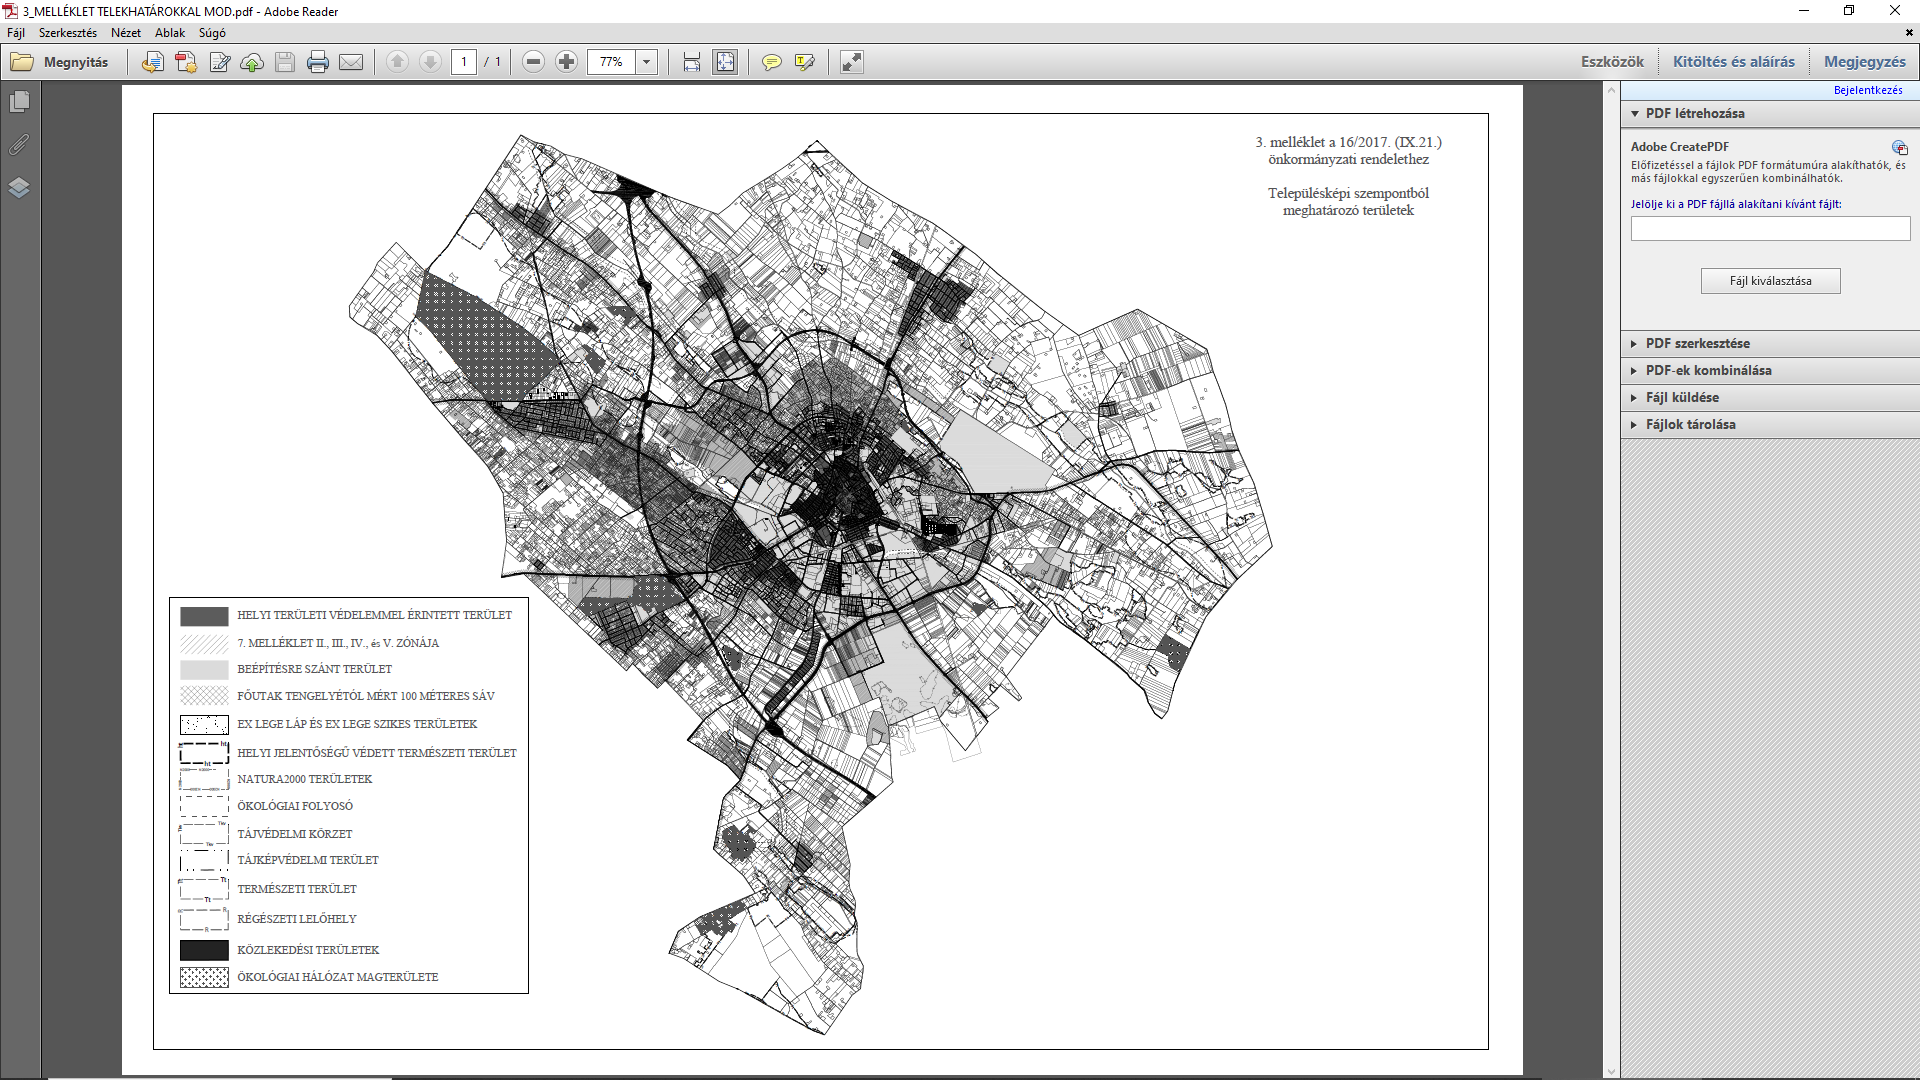 3_MELLÉKLET TELEKHATÁROKKAL MOD.pdf - Adobe Reader
Fájl Szerkesztés Nézet Ablak Súgó
Megnyitás 1 / 1 77% Eszközök Kitöltés és aláírás Megjegyzés
Bejelentkezés
PDF létrehozása
Adobe CreatePDF
Előfizetéssel a fájlok PDF formátumúra alakíthatók, és
más fájlokkal egyszerűen kombinálhatók.
Jelölje ki a PDF fájllá alakítani kívánt fájlt:
Fájl kiválasztása
PDF szerkesztése
PDF-ek kombinálása
Fájl küldése
Fájlok tárolása
3. melléklet a 16/2017. (IX.21.)
önkormányzati rendelethez
Településképi szempontból
meghatározó területek
HELYI TERÜLETI VÉDELEMMEL ÉRINTETT TERÜLET
7. MELLÉKLET II., III., IV., és V. ZÓNÁJA
BEÉPÍTÉSRE SZÁNT TERÜLET
FŐUTAK TENGELYÉTÓL MÉRT 100 MÉTERES SÁV
EX LEGE LÁP ÉS EX LEGE SZIKES TERÜLETEK
HELYI JELENTŐSÉGŰ VÉDETT TERMÉSZETI TERÜLET
NATURA2000 TERÜLETEK
ÖKOLÓGIAI FOLYOSÓ
TÁJVÉDELMI KÖRZET
TÁJKÉPVÉDELMI TERÜLET
TERMÉSZETI TERÜLET
RÉGÉSZETI LELŐHELY
KÖZLEKEDÉSI TERÜLETEK
ÖKOLÓGIAI HÁLÓZAT MAGTERÜLETE